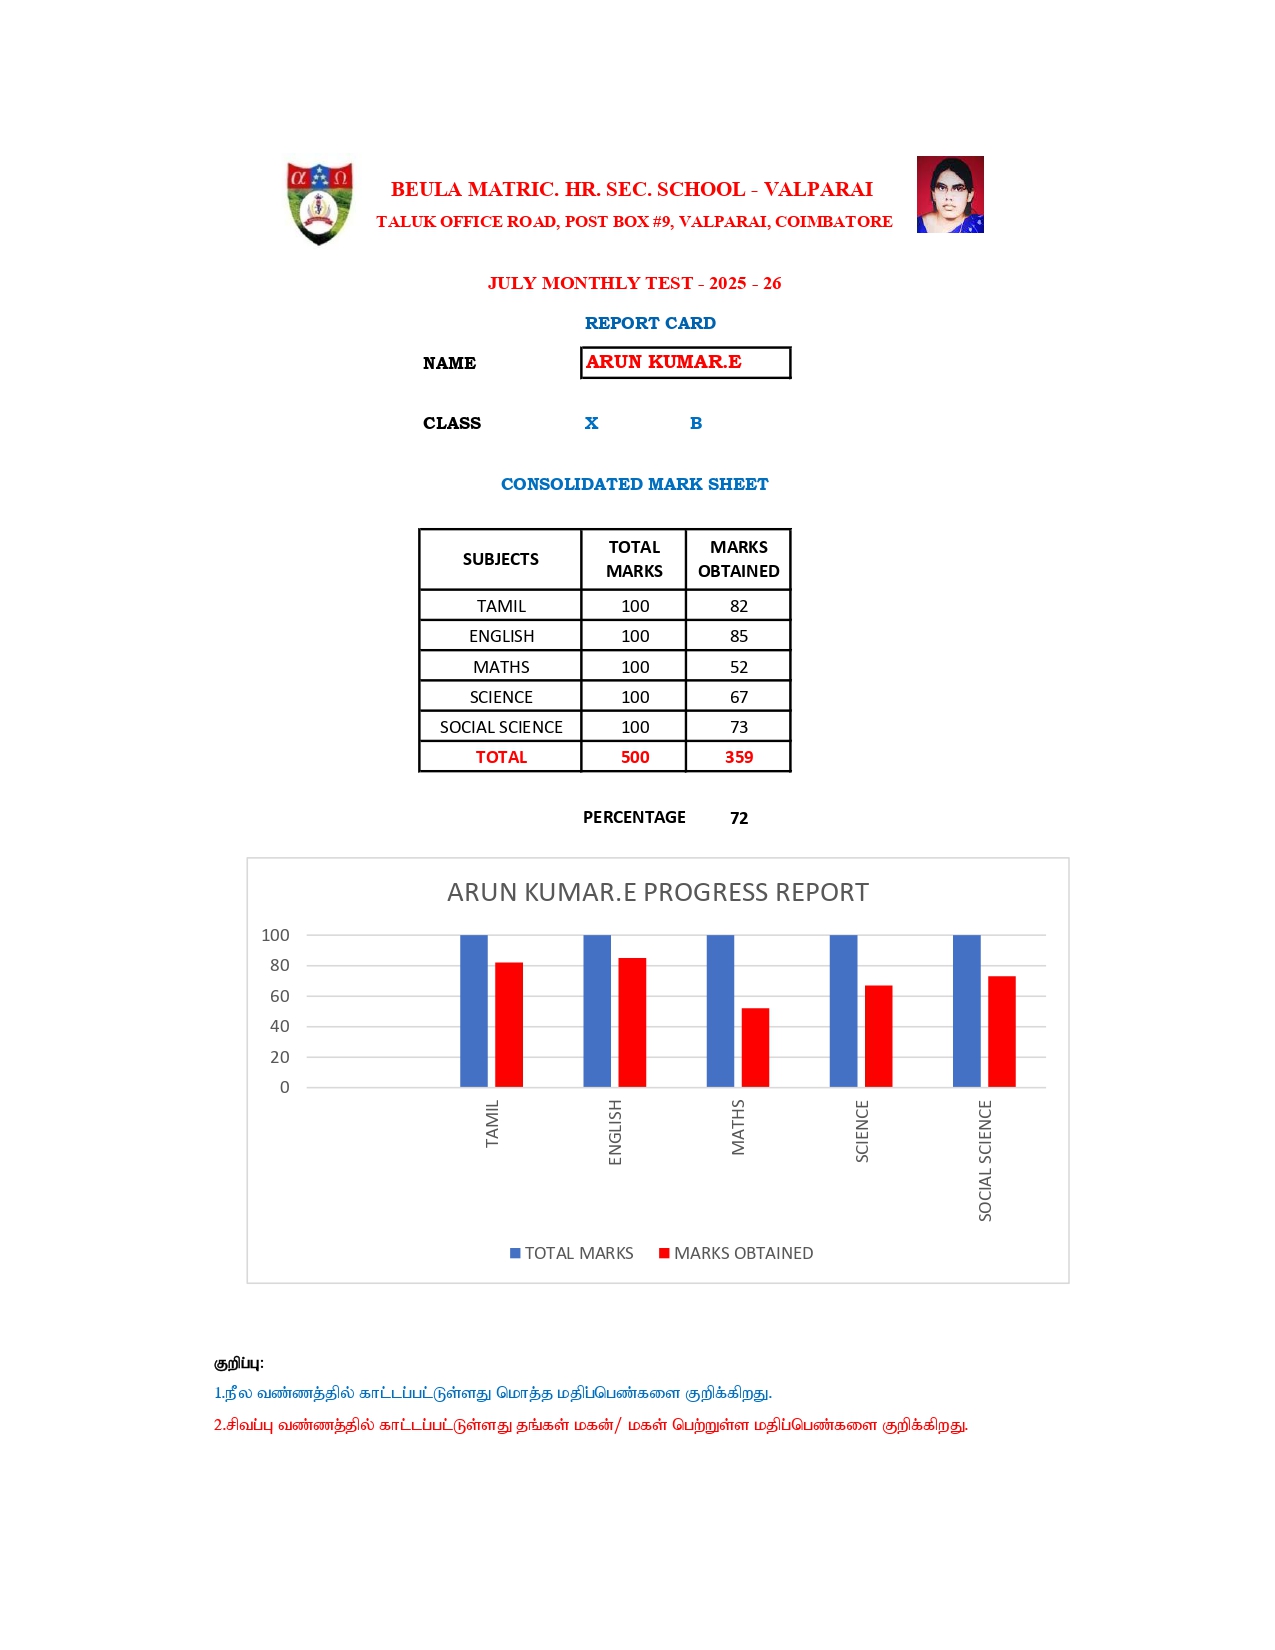 α Ω
BEULA MATRIC. HR. SEC. SCHOOL - VALPARAI
TALUK OFFICE ROAD, POST BOX #9, VALPARAI, COIMBATORE
JULY MONTHLY TEST - 2025 - 26
REPORT CARD
NAME ARUN KUMAR.E
CLASS X B
CONSOLIDATED MARK SHEET
SUBJECTS TOTAL MARKS MARKS OBTAINED
TAMIL 100 82
ENGLISH 100 85
MATHS 100 52
SCIENCE 100 67
SOCIAL SCIENCE 100 73
TOTAL 500 359
PERCENTAGE 72
ARUN KUMAR.E PROGRESS REPORT
100
80
60
40
20
0
TAMIL ENGLISH MATHS SCIENCE SOCIAL SCIENCE
TOTAL MARKS MARKS OBTAINED
குறிப்பு:
1.நீல வண்ணத்தில் காட்டப்பட்டுள்ளது மொத்த மதிப்பெண்களை குறிக்கிறது.
2.சிவப்பு வண்ணத்தில் காட்டப்பட்டுள்ளது தங்கள் மகன்/ மகள் பெற்றுள்ள மதிப்பெண்களை குறிக்கிறது.